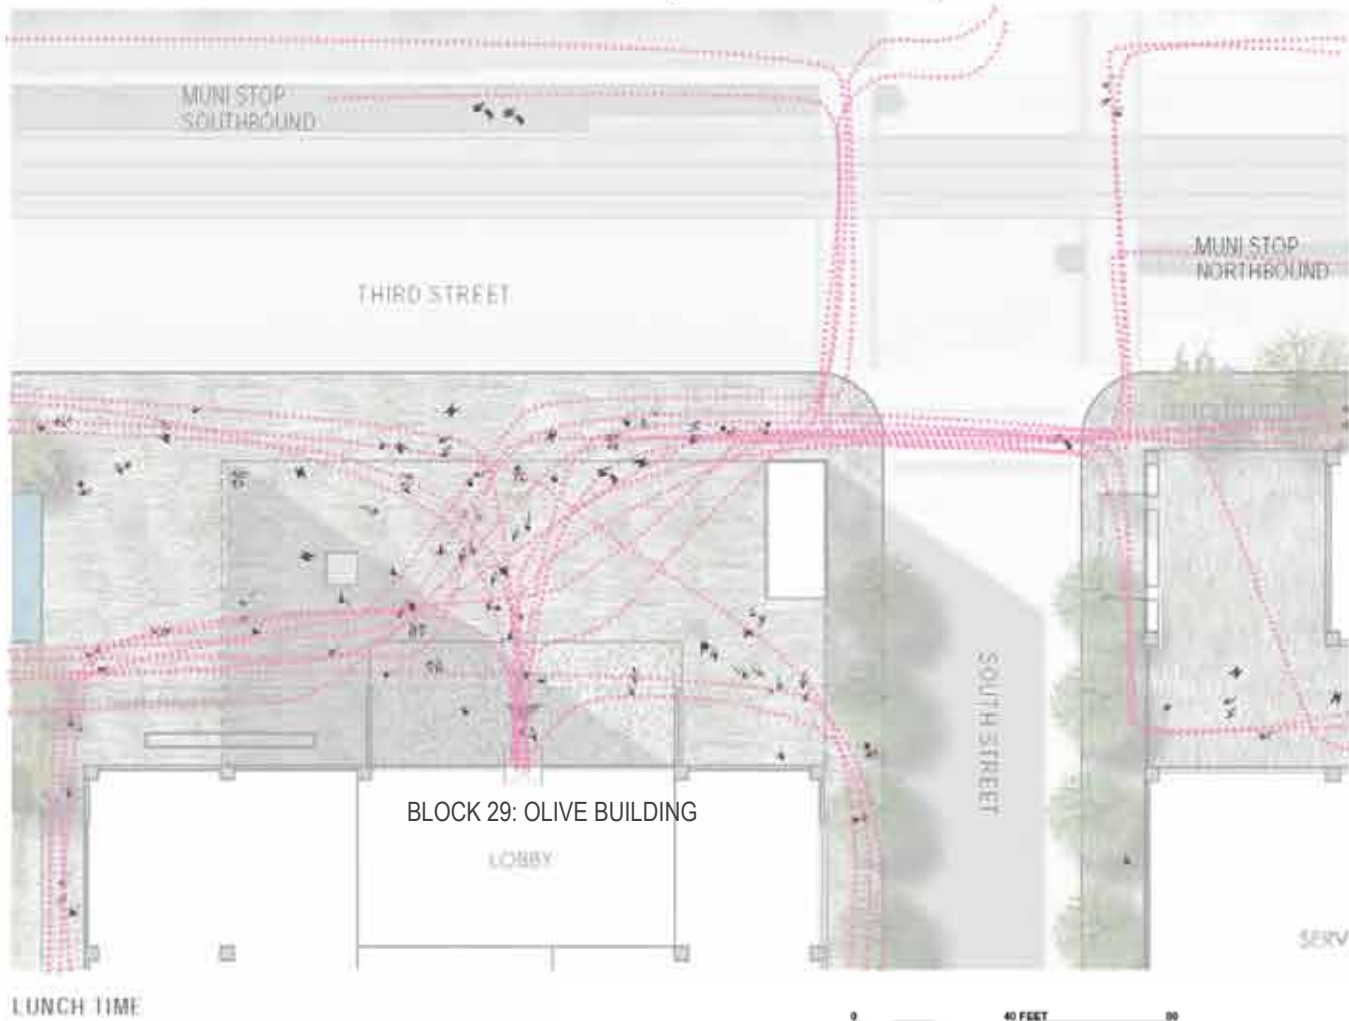 MUNI STOP
SOUTHBOUND
MUNI STOP
NORTHBOUND
THIRD STREET
SOUTH STREET
BLOCK 29: OLIVE BUILDING
LOBBY
SERV
LUNCH TIME
0 40 FEET 80